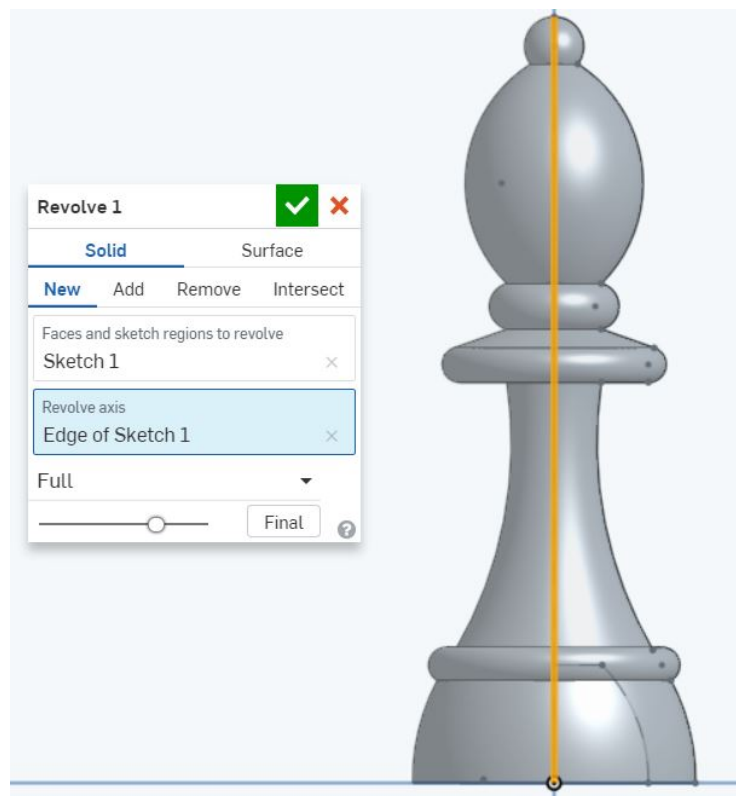 Revolve 1
Solid Surface
New Add Remove Intersect
Faces and sketch regions to revolve
Sketch 1
Revolve axis
Edge of Sketch 1
Full
Final